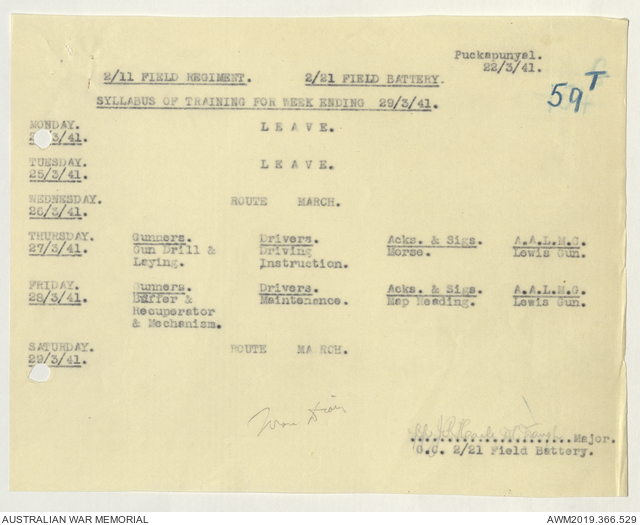 Puckapunyal.
22/3/41.
2/11 FIELD REGIMENT. 2/21 FIELD BATTERY.
59 T
SYLLABUS OF TRAINING FOR WEEK ENDING 29/3/41.
MONDAY. L E A V E.
/3/41.
TUESDAY. L E A V E.
25/3/41.
WEDNESDAY. ROUTE MARCH.
26/3/41.
THURSDAY. Gunners. Drivers. Acks. & Sigs. A.A.L.M.G.
27/3/41. Gun Drill & Driving Morse. Lewis Gun.
Laying. Instruction.
FRIDAY. Gunners. Drivers. Acks. & Sigs. A.A.L.M.G.
28/3/41. Buffer & Maintenance. Map Reading. Lewis Gun.
Recuperator
& Mechanism.
SATURDAY. ROUTE MARCH.
29/3/41.
Major.
O.C. 2/21 Field Battery.
AUSTRALIAN WAR MEMORIAL AWM2019.366.529